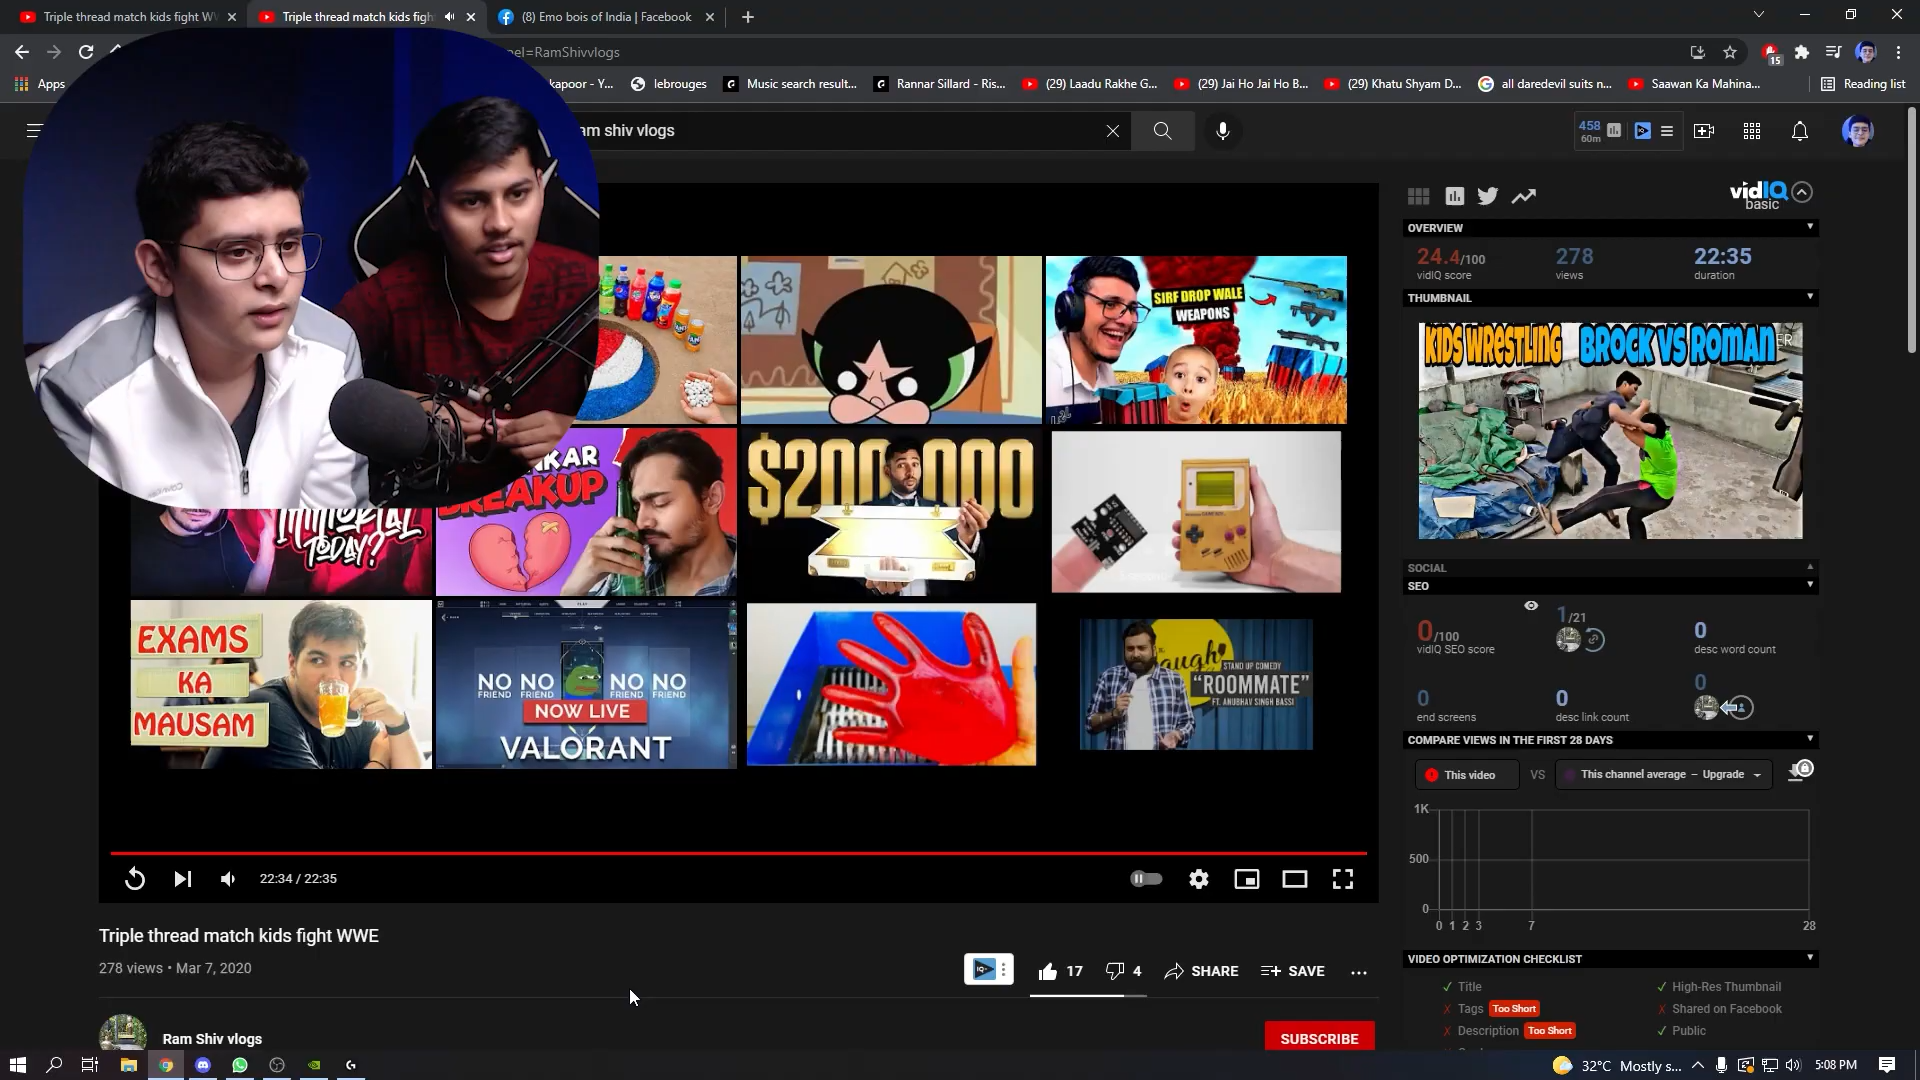 Triple thread match kids fight WW
Triple thread match kids figh
(8) Emo bois of India | Facebook
nel=RamShivvlogs
15
Apps
kapoor - Y...
lebrouges
Music search result...
Rannar Sillard - Ris...
(29) Laadu Rakhe G...
(29) Jai Ho Jai Ho B...
(29) Khatu Shyam D...
all daredevil suits n...
Saawan Ka Mahina...
Reading list
am shiv vlogs
458
60m
vidIQ
basic
OVERVIEW
24.4/100
vidIQ score
278
views
22:35
duration
THUMBNAIL
KIDS WRESTLING BROCK VS ROMAN
ER
SIRF DROP WALE
WEAPONS
IMMORTAL
TODAY?
KAR
BREAKUP
$200,000
EXAMS
KA
MAUSAM
NO NO NO NO
FRIEND FRIEND FRIEND FRIEND
NOW LIVE
VALORANT
Laugh
STAND UP COMEDY
"ROOMMATE"
FT. ANUBHAV SINGH BASSI
SOCIAL
SEO
0/100
vidIQ SEO score
1/21
0
desc word count
0
end screens
0
desc link count
0
COMPARE VIEWS IN THE FIRST 28 DAYS
This video
VS
This channel average – Upgrade
1K
500
0
0 1 2 3 7 28
22:34 / 22:35
Triple thread match kids fight WWE
278 views • Mar 7, 2020
17
4
SHARE
SAVE
Ram Shiv vlogs
SUBSCRIBE
VIDEO OPTIMIZATION CHECKLIST
Title
High-Res Thumbnail
Tags Too Short
Shared on Facebook
Description Too Short
Public
32°C Mostly s...
5:08 PM